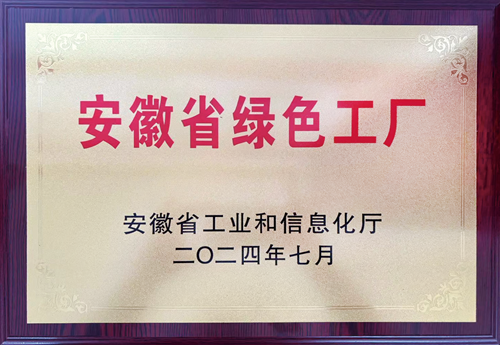 安徽省绿色工厂
安徽省工业和信息化厅
二〇二四年七月